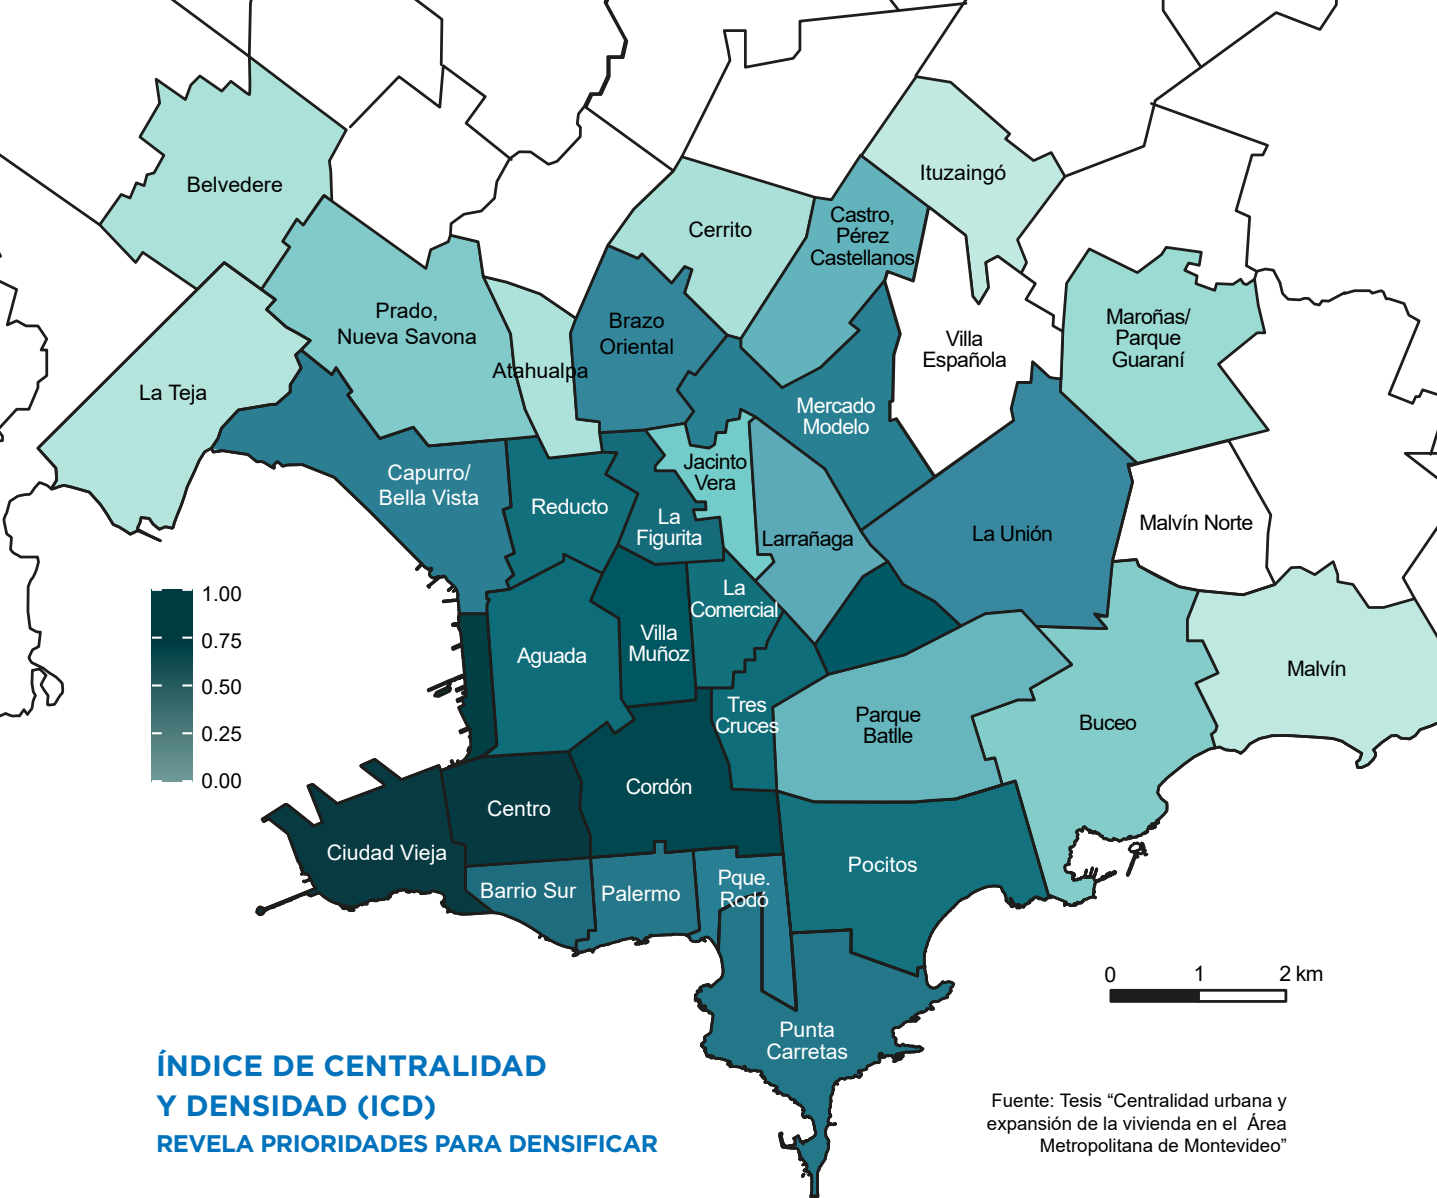 Belvedere
Ituzaingó
Cerrito
Castro,
Pérez
Castellanos
Prado,
Nueva Savona
Brazo
Oriental
Maroñas/
Parque
Guaraní
Villa
Española
Atahualpa
La Teja
Mercado
Modelo
Capurro/
Bella Vista
Jacinto
Vera
Reducto
La
Figurita
Larrañaga
La Unión
Malvín Norte
La
Comercial
1.00
0.75
0.50
0.25
0.00
Aguada
Villa
Muñoz
Malvín
Tres
Cruces
Parque
Batlle
Buceo
Cordón
Centro
Ciudad Vieja
Pocitos
Barrio Sur
Palermo
Pque.
Rodó
0 1 2 km
Punta
Carretas
ÍNDICE DE CENTRALIDAD
Y DENSIDAD (ICD)
REVELA PRIORIDADES PARA DENSIFICAR
Fuente: Tesis “Centralidad urbana y
expansión de la vivienda en el Área
Metropolitana de Montevideo”